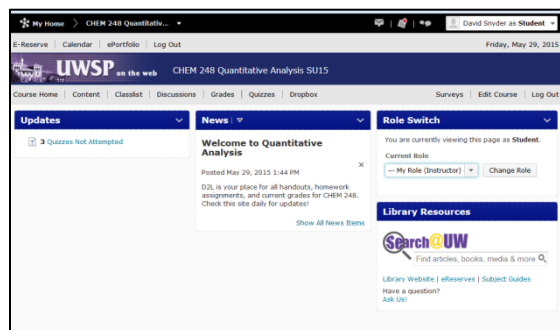 My Home > CHEM 248 Quantitativ...
David Snyder as Student
E-Reserve | Calendar | ePortfolio | Log Out
Friday, May 29, 2015
UWSP on the web CHEM 248 Quantitative Analysis SU15
Course Home | Content | Classlist | Discussions | Grades | Quizzes | Dropbox
Surveys | Edit Course | Log Out
Updates
3 Quizzes Not Attempted
News
Welcome to Quantitative
Analysis
Posted May 29, 2015 1:44 PM
D2L is your place for all handouts, homework
assignments, and current grades for CHEM 248.
Check this site daily for updates!
Show All News Items
Role Switch
You are currently viewing this page as Student.
Current Role
--- My Role (Instructor)
Change Role
Library Resources
Search@UW
Find articles, books, media & more
Library Website | eReserves | Subject Guides
Have a question?
Ask Us!